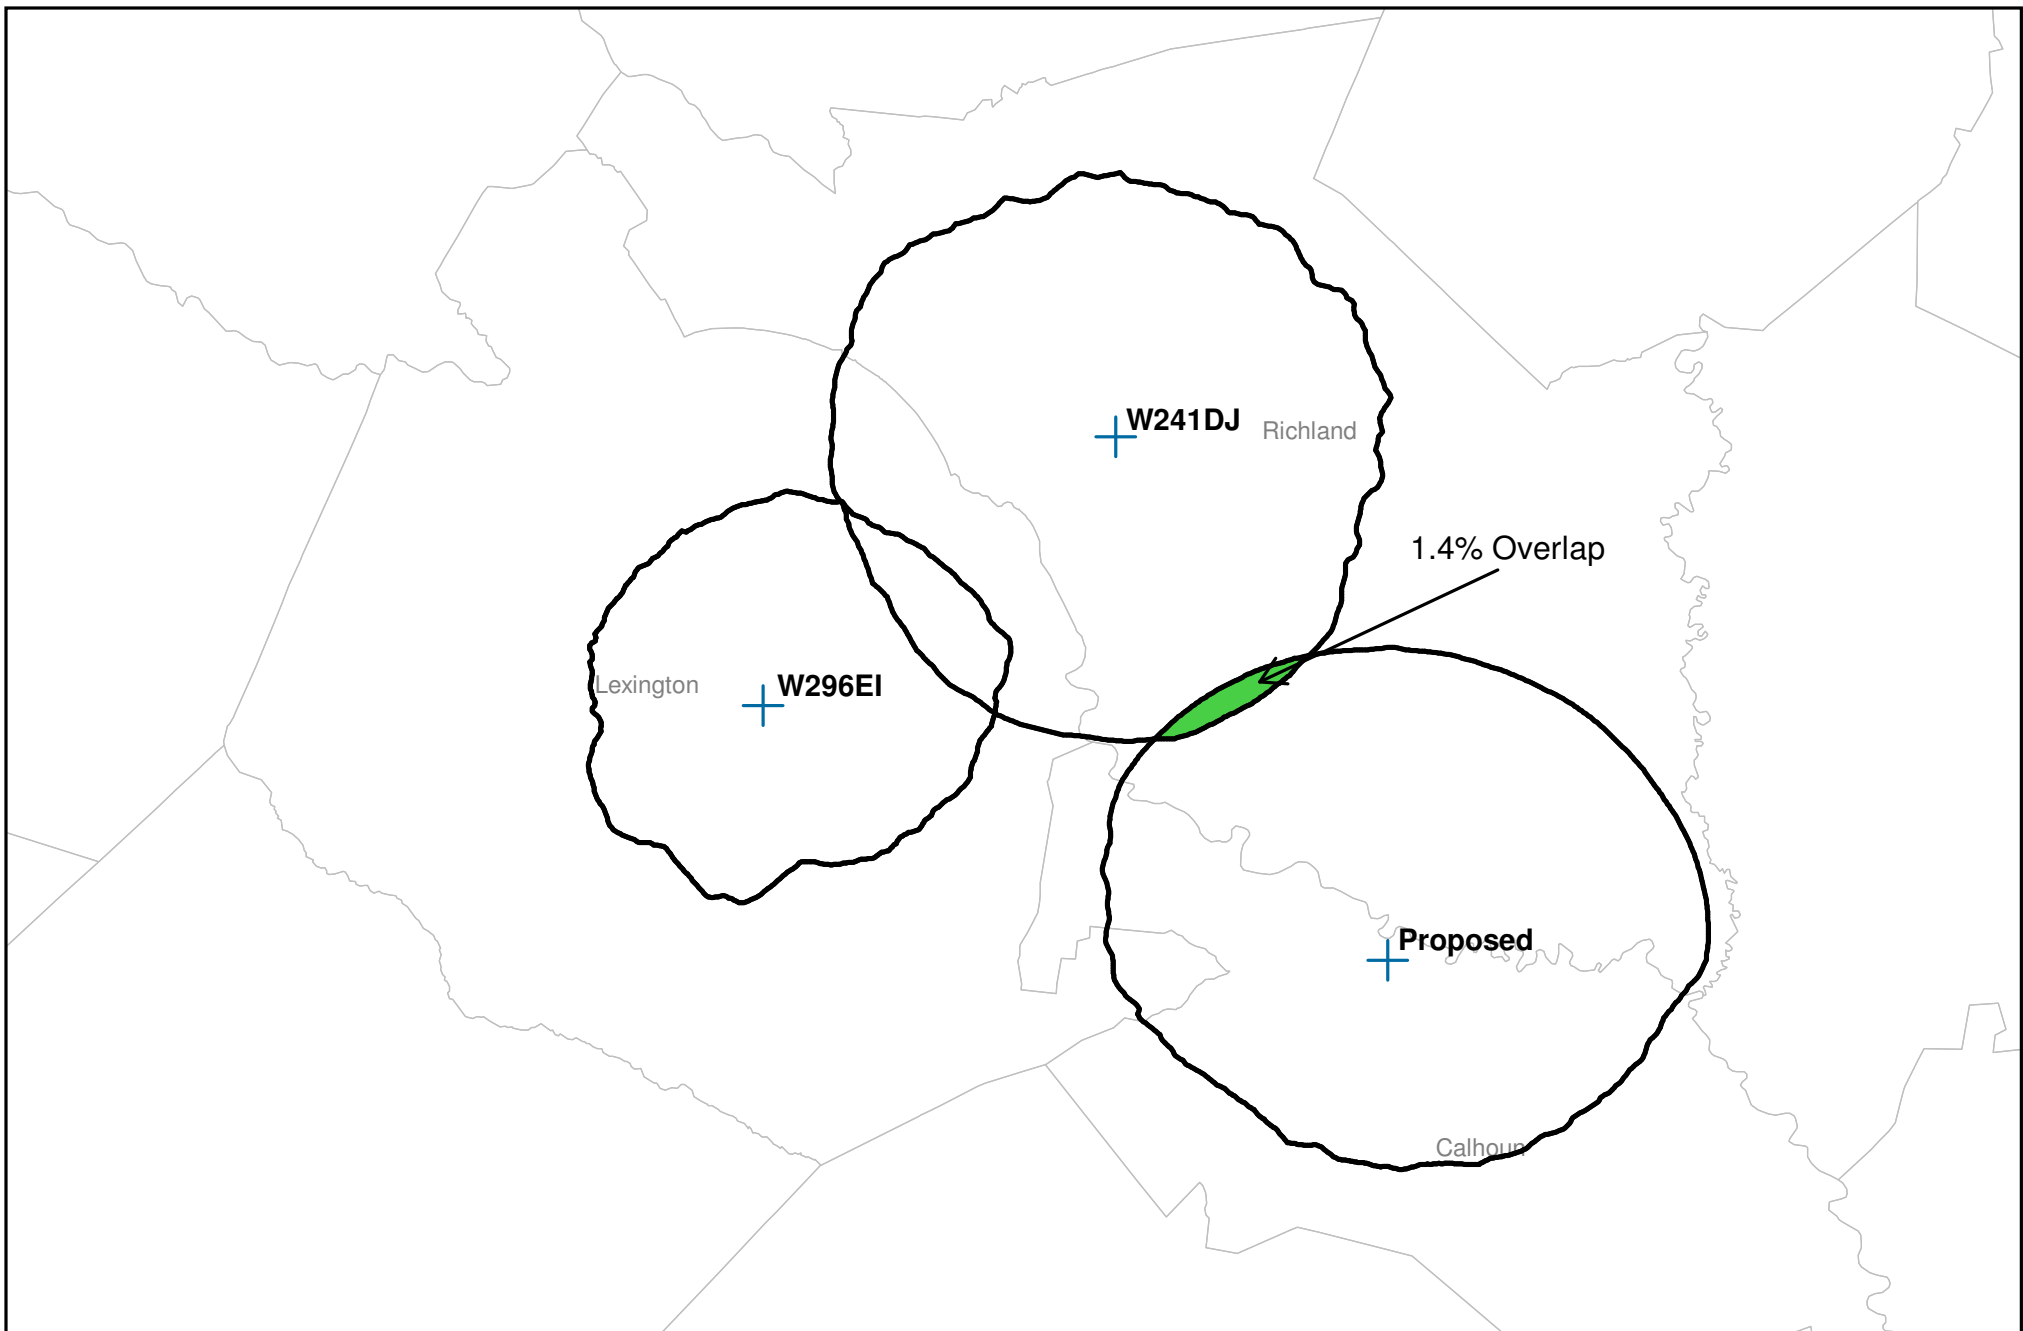 W241DJ
Richland
1.4% Overlap
W296EI
Lexington
Proposed
Calhoun